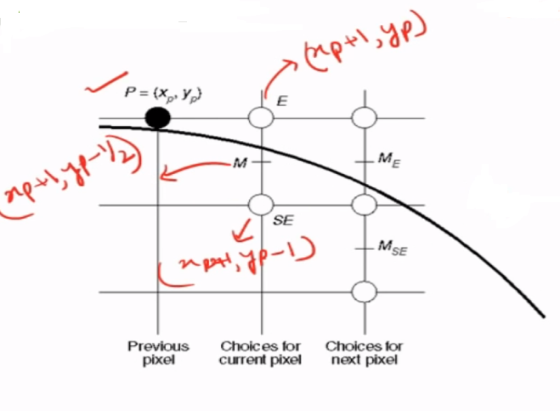 (xp+1, yp)
P = (xp, yp)
E
(xp+1, yp-1/2)
M
ME
SE
(xp+1, yp-1)
MSE
Previous pixel
Choices for current pixel
Choices for next pixel